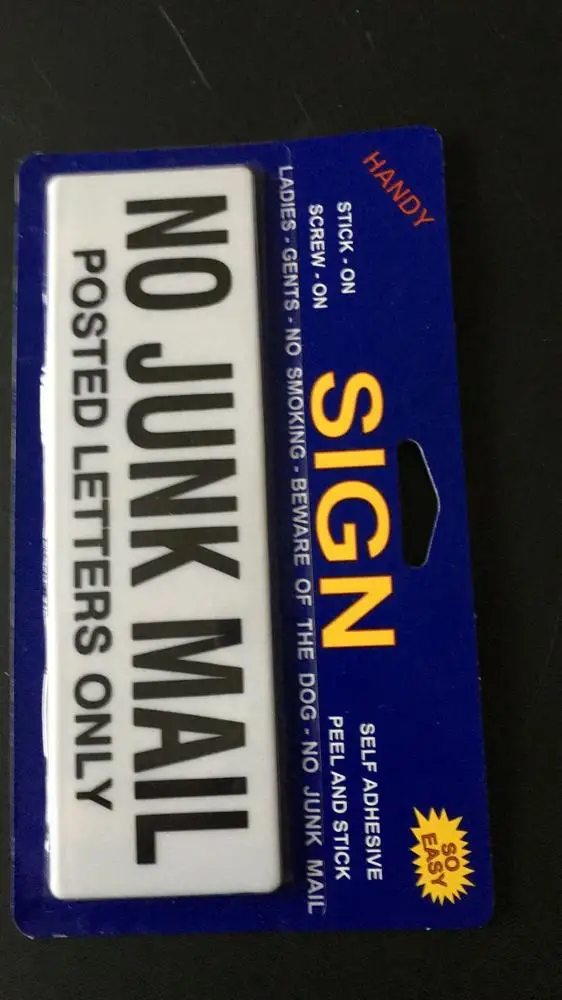 HANDY
STICK - ON
SCREW - ON
SIGN
SELF ADHESIVE
PEEL AND STICK
SO
EASY
LADIES - GENTS - NO SMOKING - BEWARE OF THE DOG - NO JUNK MAIL
NO JUNK MAIL
POSTED LETTERS ONLY